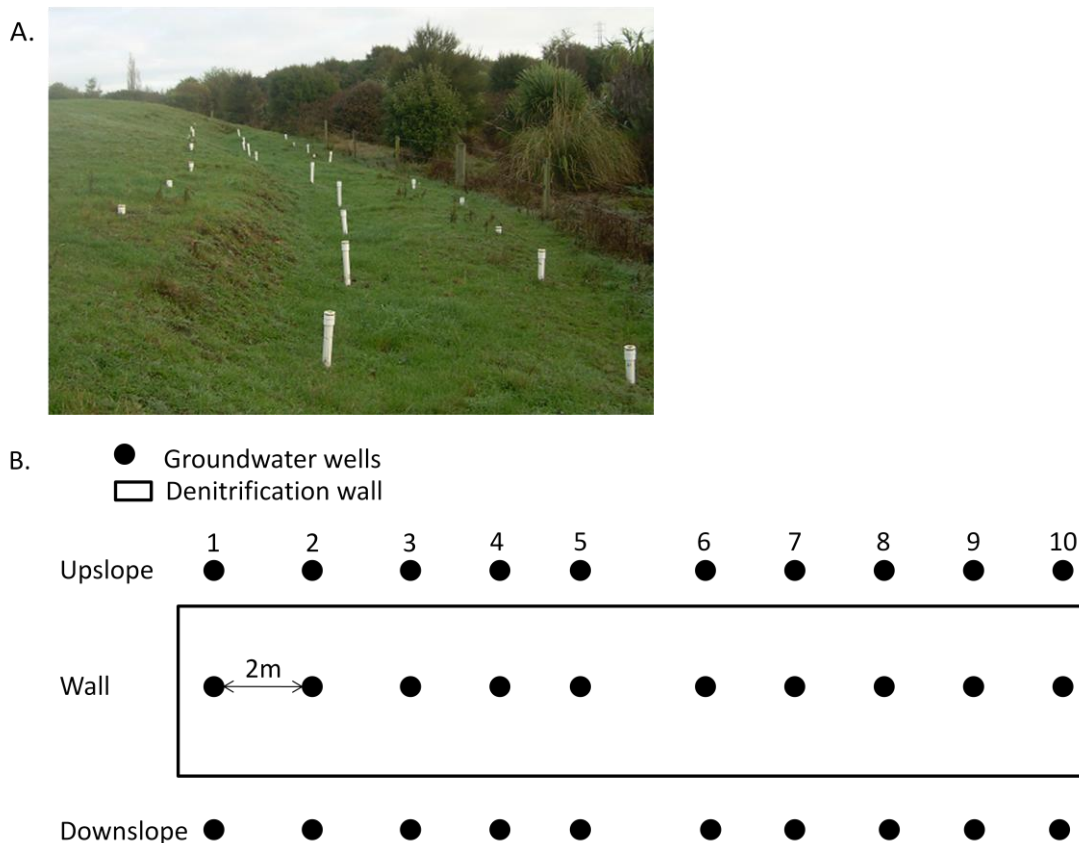 A.
B.
Groundwater wells
Denitrification wall
1 2 3 4 5 6 7 8 9 10
Upslope
2m
Wall
Downslope